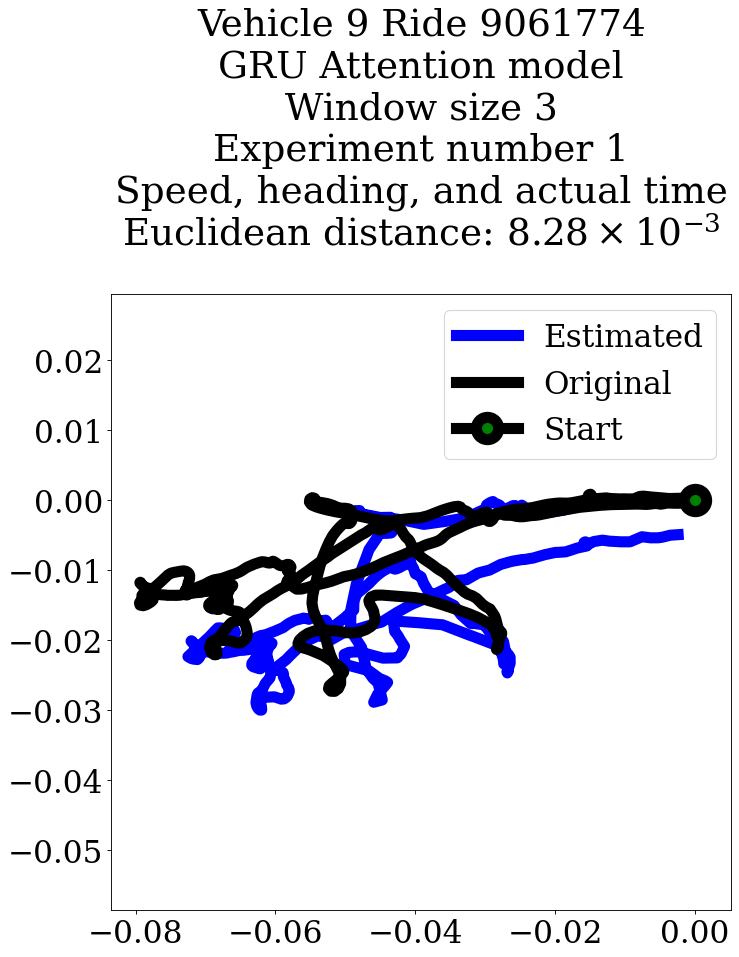 Vehicle 9 Ride 9061774
GRU Attention model
Window size 3
Experiment number 1
Speed, heading, and actual time
Euclidean distance: 8.28 × 10⁻³
Estimated
Original
Start
0.02
0.01
0.00
−0.01
−0.02
−0.03
−0.04
−0.05
−0.08
−0.06
−0.04
−0.02
0.00